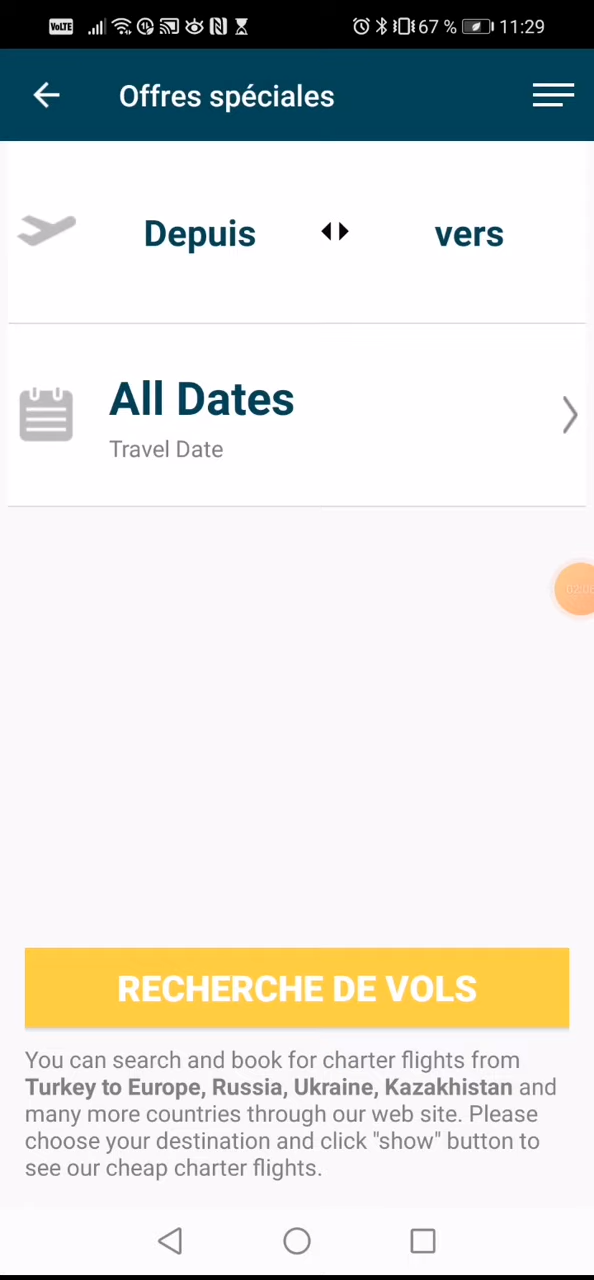 VoLTE 67 % 11:29
Offres spéciales
Depuis vers
All Dates
Travel Date
RECHERCHE DE VOLS
You can search and book for charter flights from
Turkey to Europe, Russia, Ukraine, Kazakhistan and
many more countries through our web site. Please
choose your destination and click "show" button to
see our cheap charter flights.